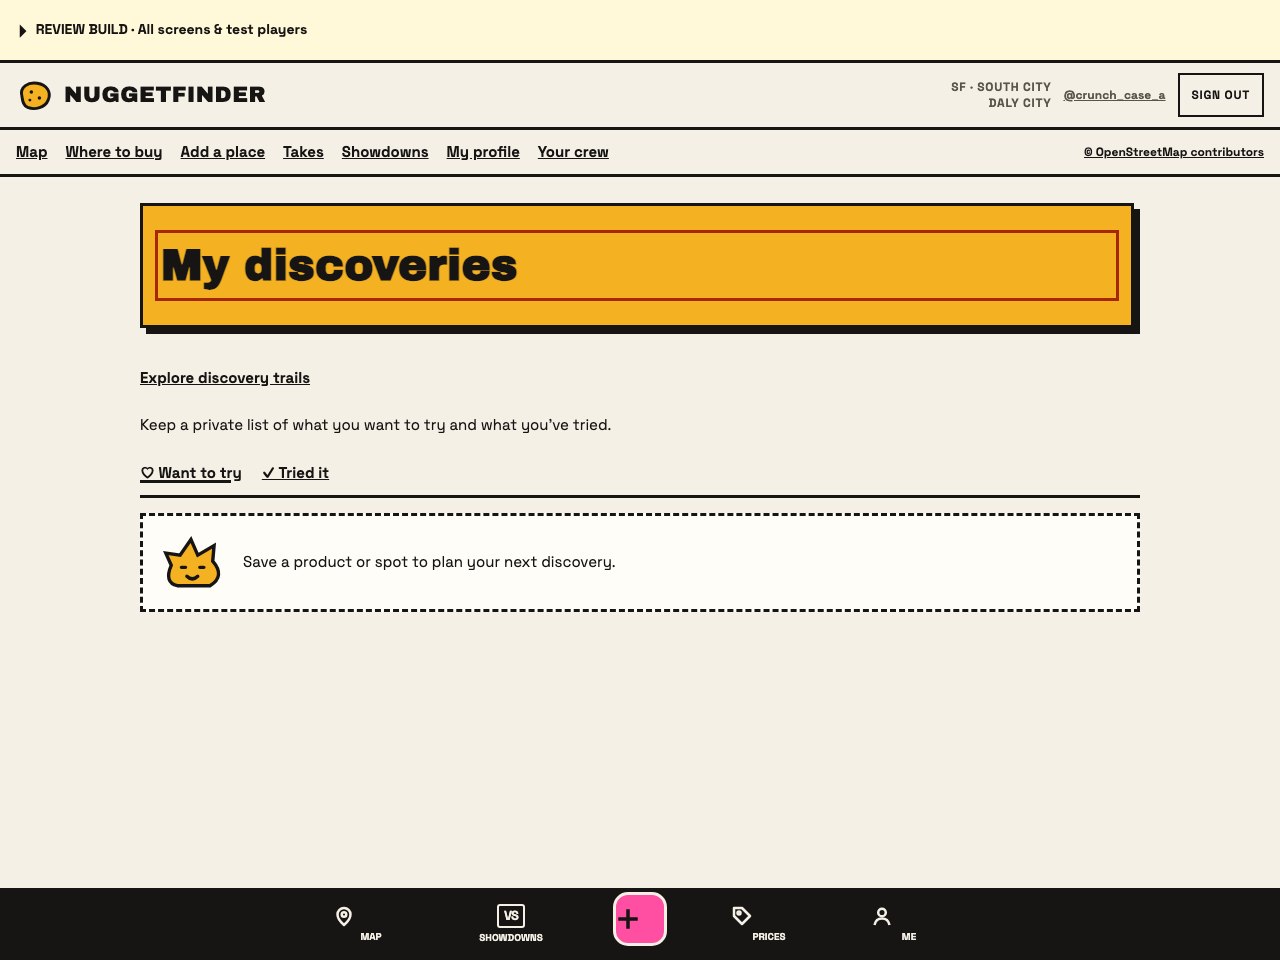 REVIEW BUILD · All screens & test players
NUGGETFINDER
SF · SOUTH CITY
DALY CITY
@crunch_case_a
SIGN OUT
Map
Where to buy
Add a place
Takes
Showdowns
My profile
Your crew
© OpenStreetMap contributors
My discoveries
Explore discovery trails
Keep a private list of what you want to try and what you've tried.
♡ Want to try
✓ Tried it
Save a product or spot to plan your next discovery.
MAP
VS
SHOWDOWNS
+
PRICES
ME